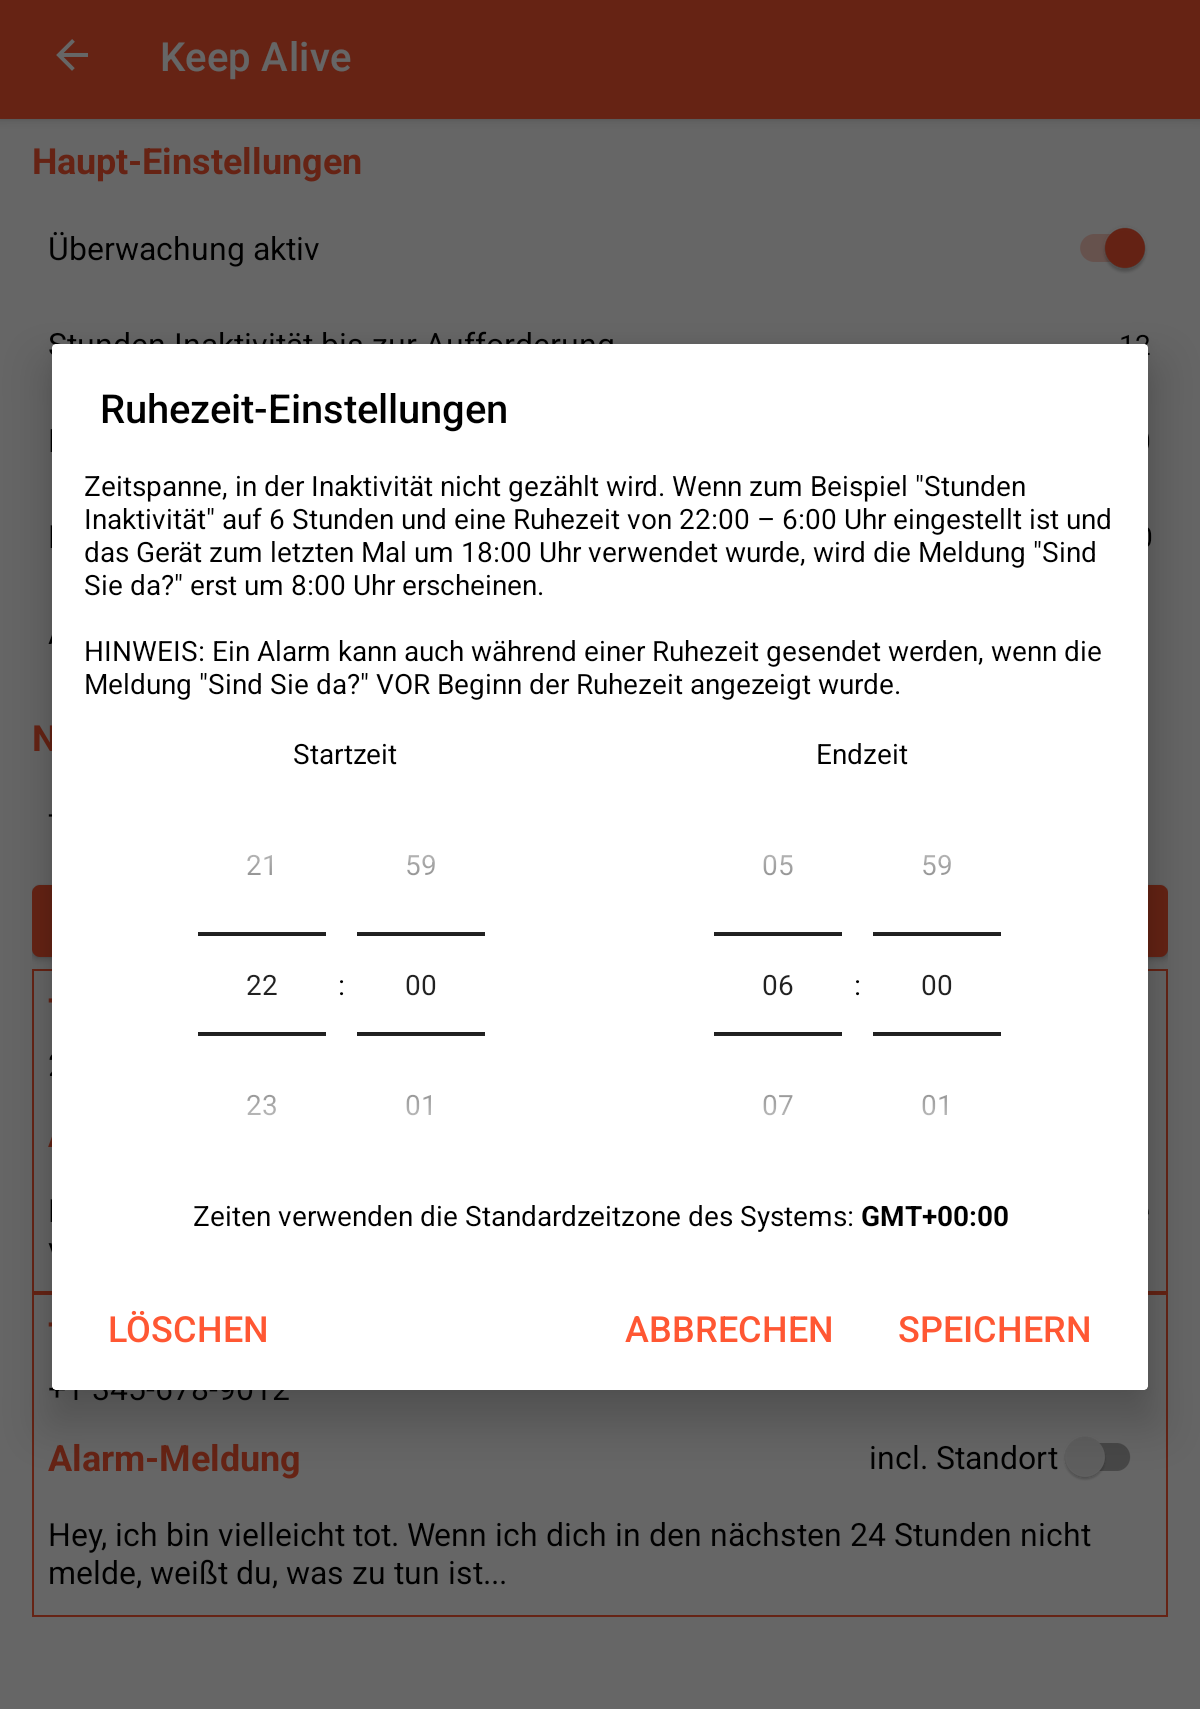 Keep Alive
Haupt-Einstellungen
Überwachung aktiv
Stunden Inaktivität bis zur Aufforderung 12
Ruhezeit-Einstellungen
Zeitspanne, in der Inaktivität nicht gezählt wird. Wenn zum Beispiel "Stunden
Inaktivität" auf 6 Stunden und eine Ruhezeit von 22:00 – 6:00 Uhr eingestellt ist und
das Gerät zum letzten Mal um 18:00 Uhr verwendet wurde, wird die Meldung "Sind
Sie da?" erst um 8:00 Uhr erscheinen.
HINWEIS: Ein Alarm kann auch während einer Ruhezeit gesendet werden, wenn die
Meldung "Sind Sie da?" VOR Beginn der Ruhezeit angezeigt wurde.
Startzeit Endzeit
21 59 05 59
22 : 00 06 : 00
23 01 07 01
Zeiten verwenden die Standardzeitzone des Systems: GMT+00:00
LÖSCHEN ABBRECHEN SPEICHERN
+1 345-678-9012
Alarm-Meldung incl. Standort
Hey, ich bin vielleicht tot. Wenn ich dich in den nächsten 24 Stunden nicht
melde, weißt du, was zu tun ist...